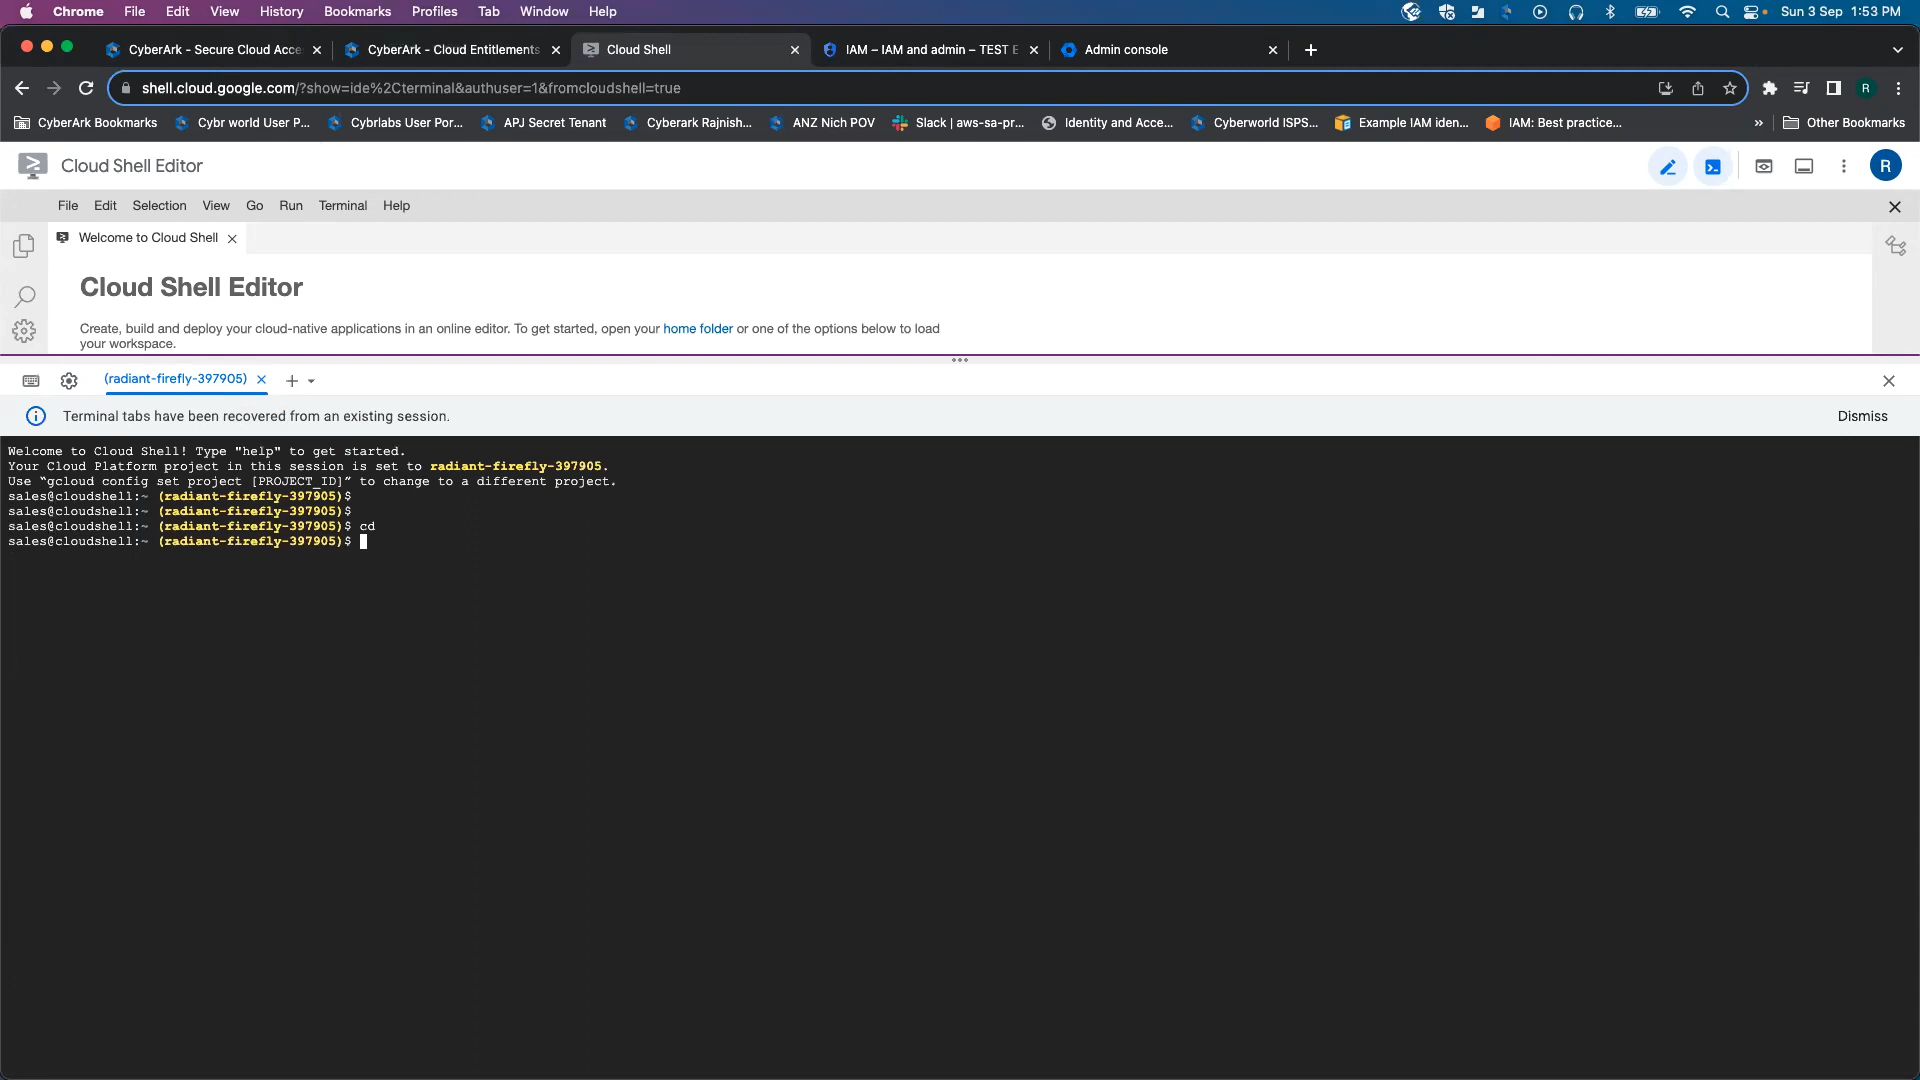 Chrome File Edit View History Bookmarks Profiles Tab Window Help Sun 3 Sep 1:53 PM
CyberArk - Secure Cloud Acce CyberArk - Cloud Entitlements Cloud Shell IAM – IAM and admin – TEST E Admin console
shell.cloud.google.com/?show=ide%2Cterminal&authuser=1&fromcloudshell=true R
CyberArk Bookmarks Cybr world User P... Cybrlabs User Por... APJ Secret Tenant Cyberark Rajnish... ANZ Nich POV Slack | aws-sa-pr... Identity and Acce... Cyberworld ISPS... Example IAM iden... IAM: Best practice... » Other Bookmarks
Cloud Shell Editor R
File Edit Selection View Go Run Terminal Help
Welcome to Cloud Shell
Cloud Shell Editor
Create, build and deploy your cloud-native applications in an online editor. To get started, open your home folder or one of the options below to load
your workspace.
(radiant-firefly-397905)
Terminal tabs have been recovered from an existing session. Dismiss
Welcome to Cloud Shell! Type "help" to get started.
Your Cloud Platform project in this session is set to radiant-firefly-397905.
Use “gcloud config set project [PROJECT_ID]” to change to a different project.
sales@cloudshell:~ (radiant-firefly-397905)$
sales@cloudshell:~ (radiant-firefly-397905)$
sales@cloudshell:~ (radiant-firefly-397905)$ cd
sales@cloudshell:~ (radiant-firefly-397905)$